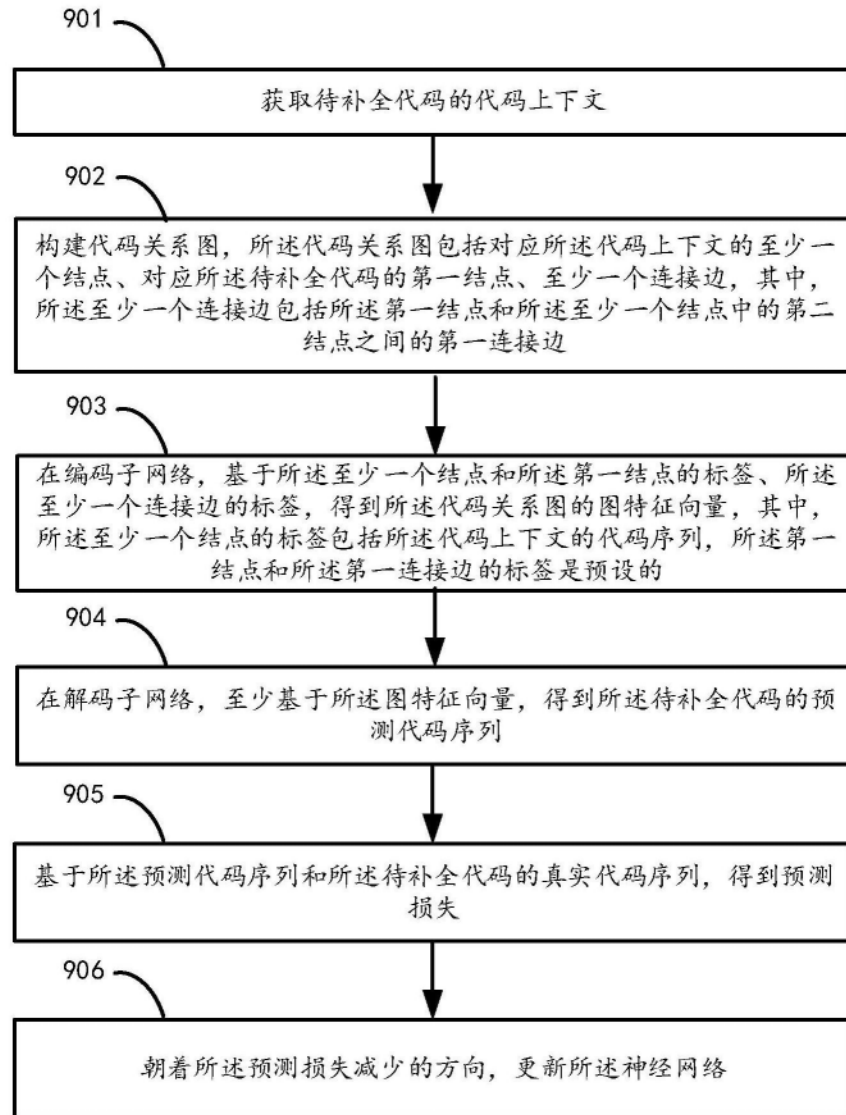 901
获取待补全代码的代码上下文
902
构建代码关系图，所述代码关系图包括对应所述代码上下文的至少一
个结点、对应所述待补全代码的第一结点、至少一个连接边，其中，
所述至少一个连接边包括所述第一结点和所述至少一个结点中的第二
结点之间的第一连接边
903
在编码子网络，基于所述至少一个结点和所述第一结点的标签、所述
至少一个连接边的标签，得到所述代码关系图的图特征向量，其中，
所述至少一个结点的标签包括所述代码上下文的代码序列，所述第一
结点和所述第一连接边的标签是预设的
904
在解码子网络，至少基于所述图特征向量，得到所述待补全代码的预
测代码序列
905
基于所述预测代码序列和所述待补全代码的真实代码序列，得到预测
损失
906
朝着所述预测损失减少的方向，更新所述神经网络